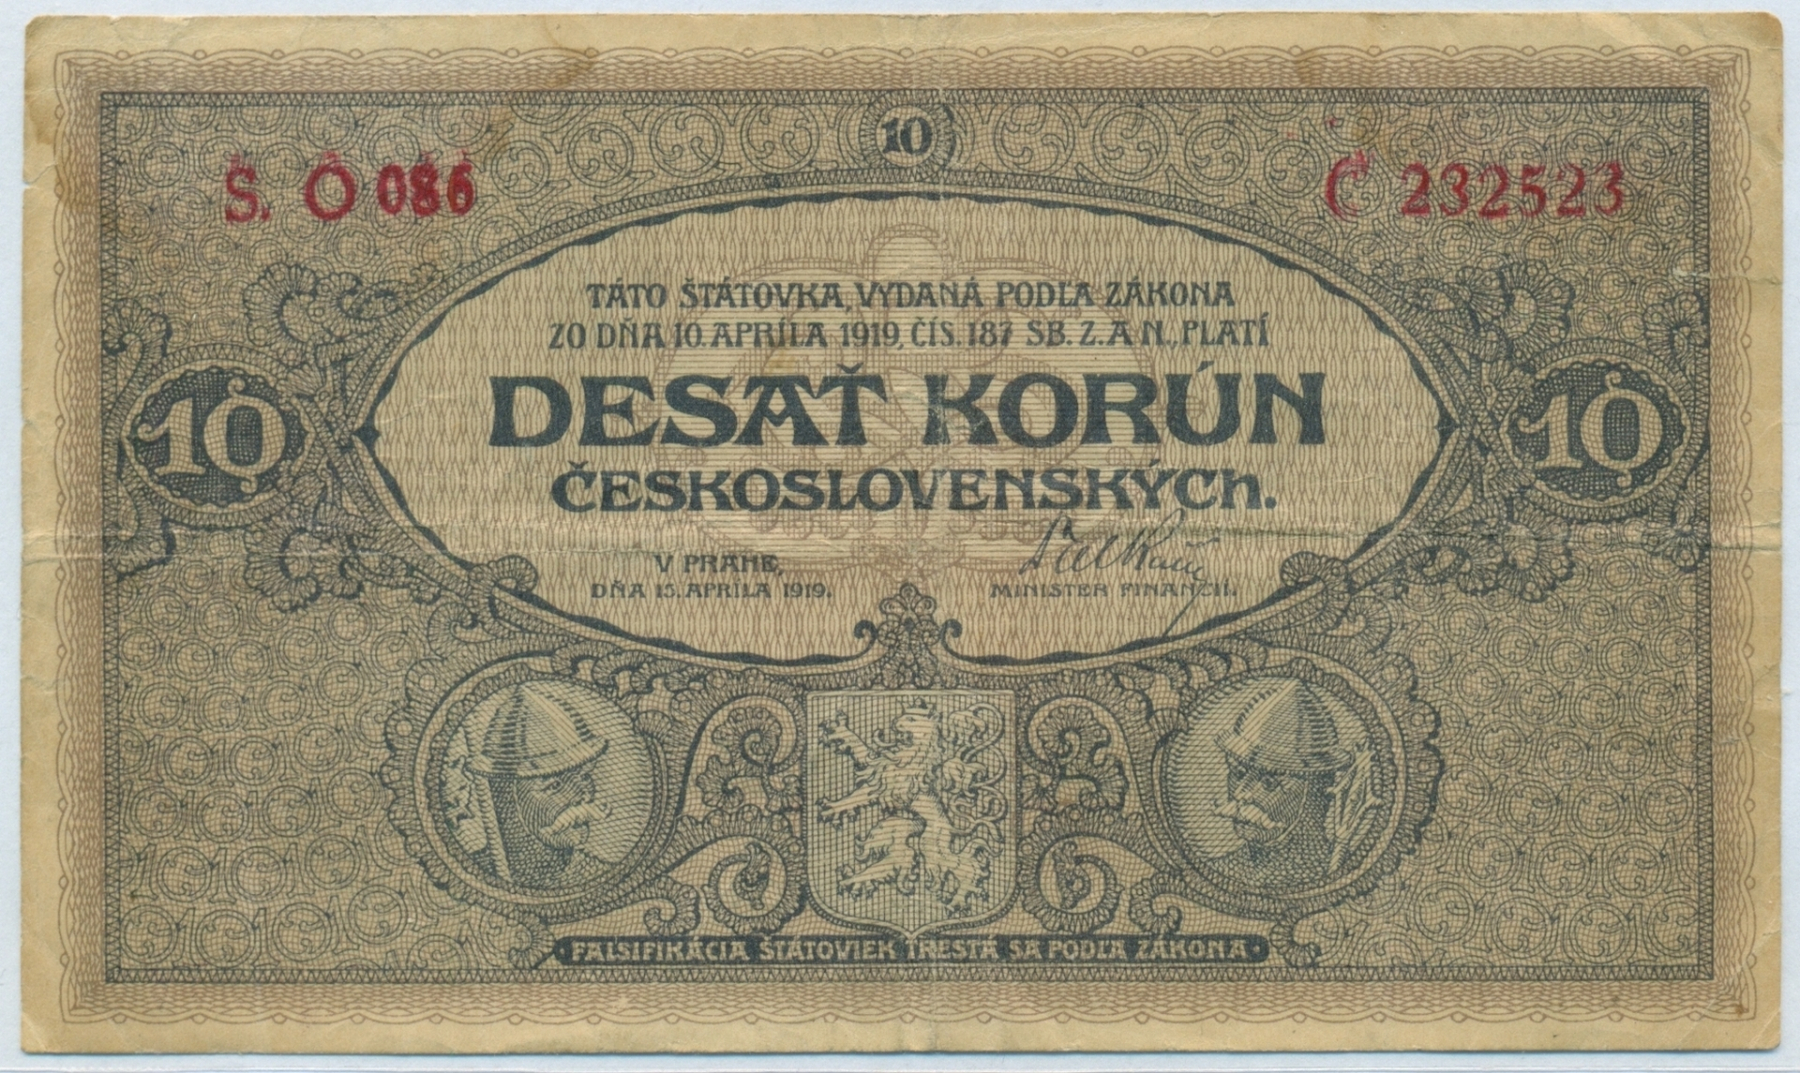 10
S. O 086
Č 232523
TÁTO ŠTÁTOVKA, VYDANÁ PODĽA ZÁKONA
ZO DŇA 10. APRÍLA 1919, ČÍS. 187 SB. Z. A N., PLATÍ
DESAŤ KORÚN
ČESKOSLOVENSKÝCH.
10
10
V PRAHE,
DŇA 15. APRÍLA 1919.
MINISTER FINANCIÍ.
FALSIFIKÁCIA ŠTÁTOVIEK TRESTÁ SA PODĽA ZÁKONA